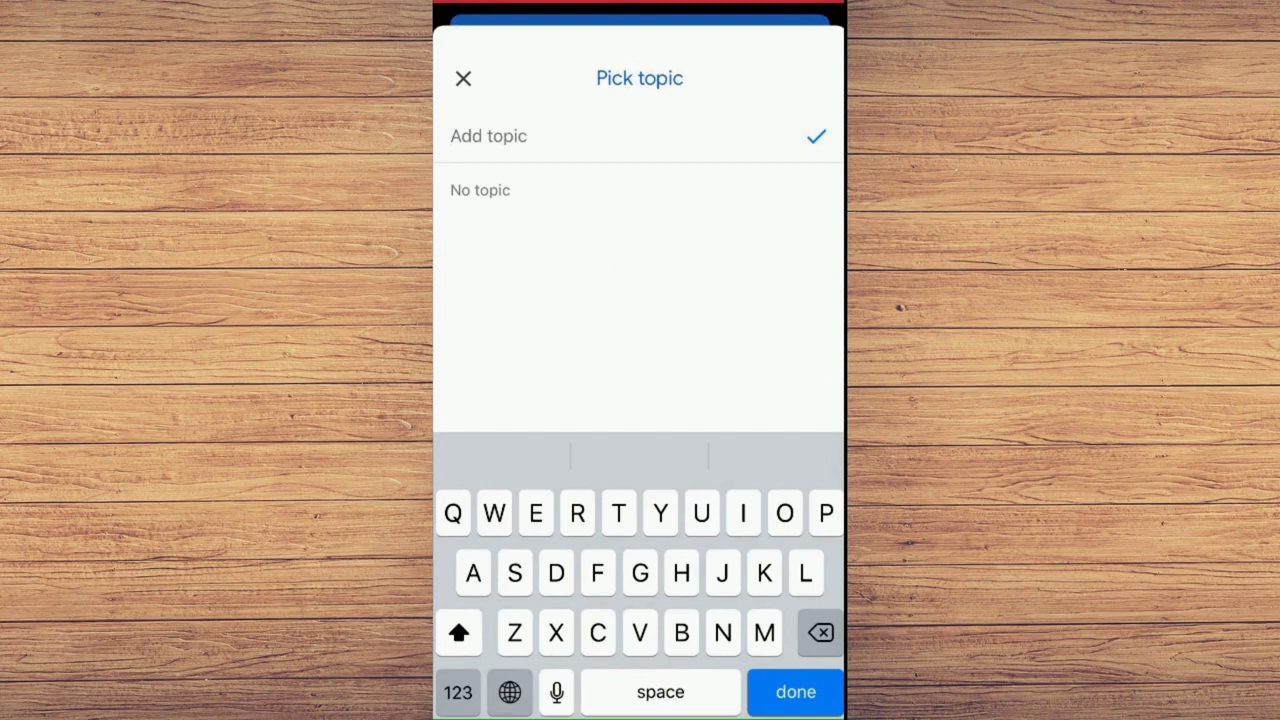 Pick topic
Add topic
No topic
Q W E R T Y U I O P
A S D F G H J K L
Z X C V B N M
123 space done